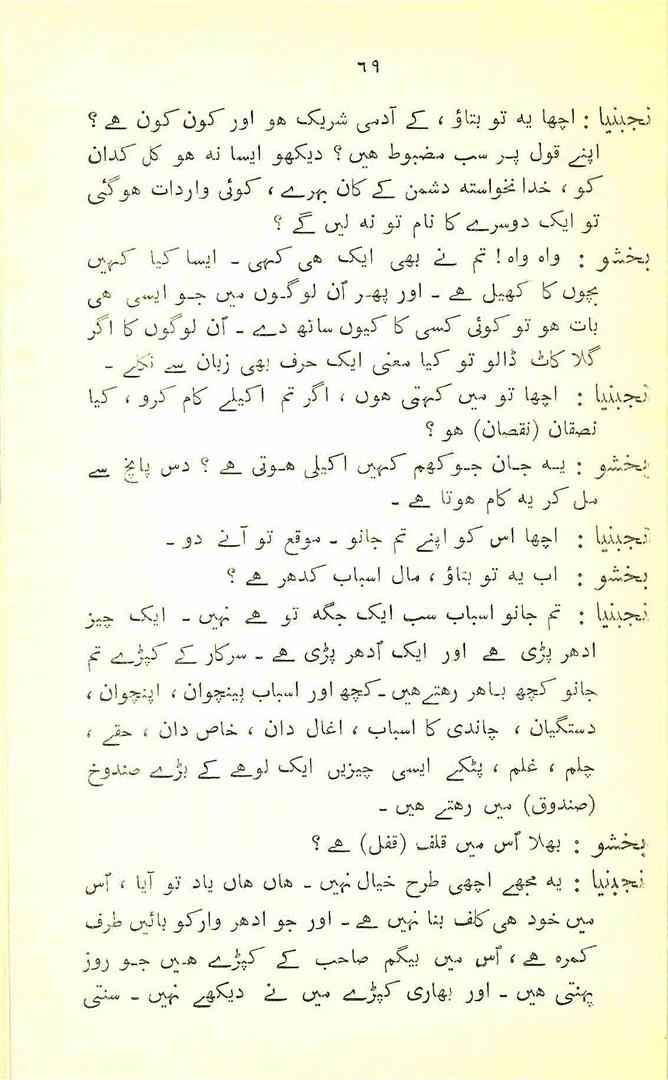 ٦٩
نجبنیا : اچھا یہ تو بتاؤ ، کے آدمی شریک ھو اور کون کون ھے ؟
اپنے قول پر سب مضبوط ھیں ؟ دیکھو ایسا نہ ھو کل کدان
کو ، خدا نخواستہ دشمن کے کان بہرے ، کوئی واردات ھوگئی
تو ایک دوسرے کا نام تو نہ لیں گے ؟
بخشو : واہ واہ ! تم نے بھی ایک ھی کہی ۔ ایسا کیا کہیں
بچوں کا کھیل ھے ۔ اور پھر اُن لوگوں میں جو ایسی ھی
بات ھو تو کوئی کسی کا کیوں ساتھ دے ۔ اُن لوگوں کا اگر
گلا کاٹ ڈالو تو کیا معنی ایک حرف بھی زبان سے نکلے ۔
نجبنیا : اچھا تو میں کہتی ھوں ، اگر تم اکیلے کام کرو ، کیا
نصقان (نقصان) ھو ؟
بخشو : یہ جان جوکھم کہیں اکیلی ھوتی ھے ؟ دس پانچ سے
مل کر یہ کام ھوتا ھے ۔
نجبنیا : اچھا اس کو اپنے تم جانو ۔ موقع تو آنے دو ۔
بخشو : اب یہ تو بتاؤ ، مال اسباب کدھر ھے ؟
نجبنیا : تم جانو اسباب سب ایک جگہ تو ھے نہیں ۔ ایک چیز
ادھر پڑی ھے اور ایک اُدھر پڑی ھے ۔ سرکار کے کپڑے تم
جانو کچھ باھر رھتے ھیں ۔ کچھ اور اسباب پینچوان ، اپنچوان ،
دستگیان ، چاندی کا اسباب ، اغال دان ، خاص دان ، حقے ،
چلم ، غلم ، پٹکے ایسی چیزیں ایک لوھے کے بڑے صندوخ
(صندوق) میں رھتے ھیں ۔
بخشو : بھلا اُس میں قلف (قفل) ھے ؟
نجبنیا : یہ مجھے اچھی طرح خیال نہیں ۔ ھاں ھاں یاد تو آیا ، اُس
میں خود ھی کلف بنا نہیں ھے ۔ اور جو ادھر وار کو بائیں طرف
کمرہ ھے ، اُس میں بیگم صاحب کے کپڑے ھیں جو روز
پہنتی ھیں ۔ اور بھاری کپڑے میں نے دیکھے نہیں ۔ سنتی